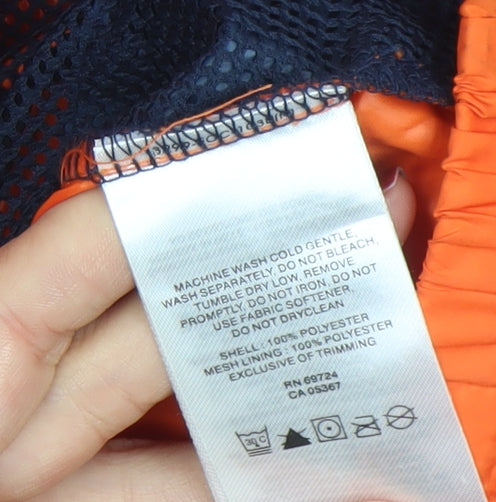 MACHINE WASH COLD GENTLE,
WASH SEPARATELY, DO NOT BLEACH,
TUMBLE DRY LOW, REMOVE
PROMPTLY, DO NOT IRON, DO NOT
USE FABRIC SOFTENER,
DO NOT DRYCLEAN
SHELL : 100% POLYESTER
MESH LINING : 100% POLYESTER
EXCLUSIVE OF TRIMMING
RN 69724
CA 05367
30°C